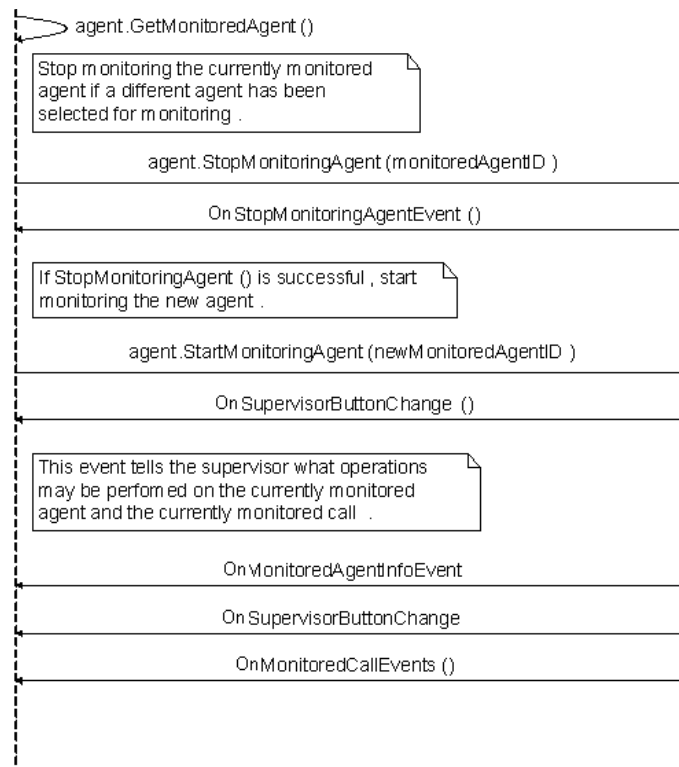 agent.GetMonitoredAgent ()
Stop monitoring the currently monitored
agent if a different agent has been
selected for monitoring .
agent.StopMonitoringAgent (monitoredAgentID )
OnStopMonitoringAgentEvent ()
If StopMonitoringAgent () is successful , start
monitoring the new agent .
agent.StartMonitoringAgent (newMonitoredAgentID )
OnSupervisorButtonChange ()
This event tells the supervisor what operations
may be perfomed on the currently monitored
agent and the currently monitored call .
OnMonitoredAgentInfoEvent
OnSupervisorButtonChange
OnMonitoredCallEvents ()